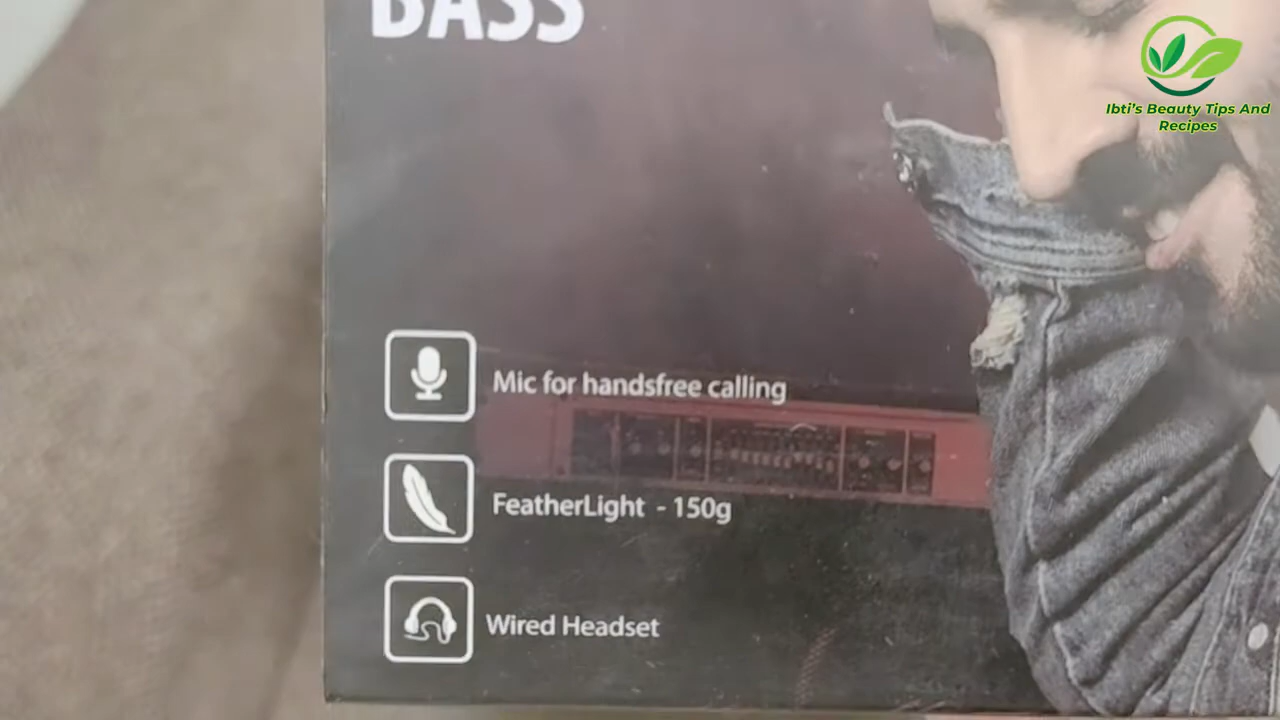 BASS
Ibti's Beauty Tips And
Recipes
Mic for handsfree calling
FeatherLight - 150g
Wired Headset